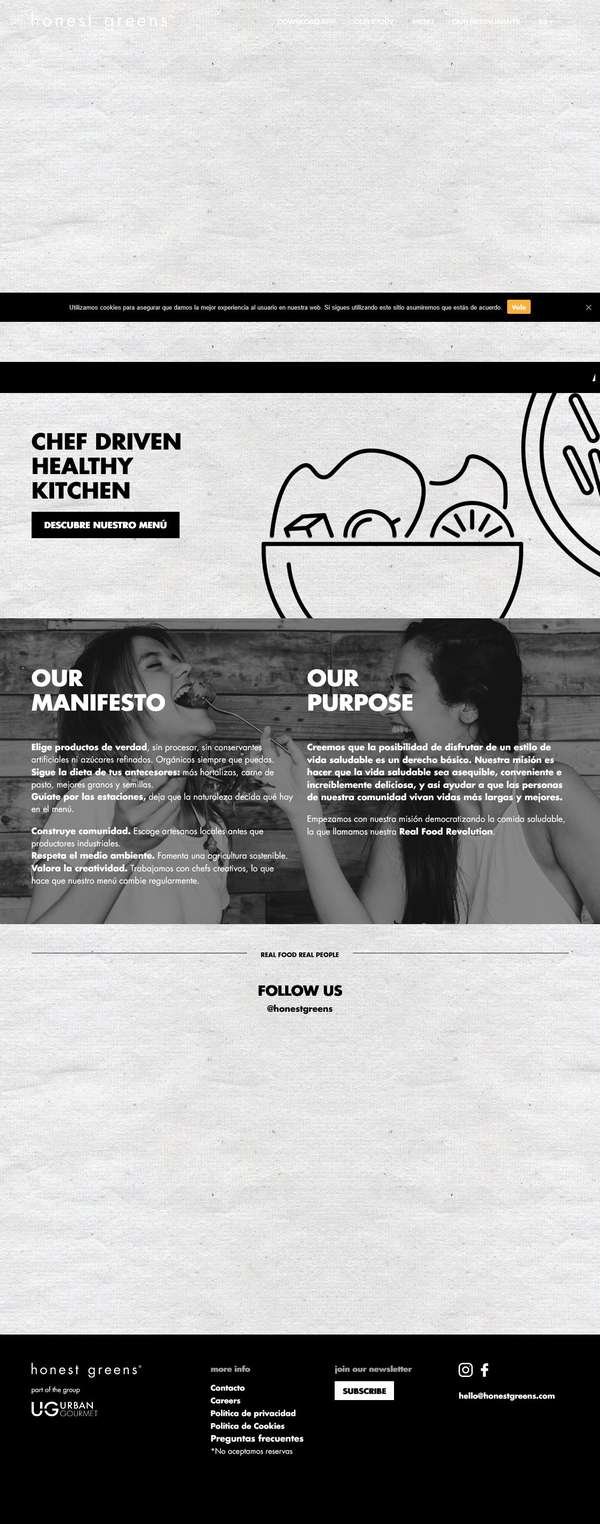 honest greens
DOWNLOAD APP OUR STORY MENU OUR RESTAURANTS ES
Utilizamos cookies para asegurar que damos la mejor experiencia al usuario en nuestra web. Si sigues utilizando este sitio asumiremos que estás de acuerdo. Vale
CHEF DRIVEN
HEALTHY
KITCHEN
DESCUBRE NUESTRO MENÚ
OUR
MANIFESTO
Elige productos de verdad, sin procesar, sin conservantes
artificiales ni azúcares refinados. Orgánicos siempre que puedas.
Sigue la dieta de tus antecesores: más hortalizas, carne de
pasto, mejores granos y semillas.
Guíate por las estaciones, deja que la naturaleza decida qué hay
en el menú.
Construye comunidad. Escoge artesanos locales antes que
productores industriales.
Respeta el medio ambiente. Fomenta una agricultura sostenible.
Valora la creatividad. Trabajamos con chefs creativos, lo que
hace que nuestro menú cambie regularmente.
OUR
PURPOSE
Creemos que la posibilidad de disfrutar de un estilo de
vida saludable es un derecho básico. Nuestra misión es
hacer que la vida saludable sea asequible, conveniente e
increíblemente deliciosa, y así ayudar a que las personas
de nuestra comunidad vivan vidas más largas y mejores.
Empezamos con nuestra misión democratizando la comida saludable,
la que llamamos nuestra Real Food Revolution.
REAL FOOD REAL PEOPLE
FOLLOW US
@honestgreens
honest greens®
part of the group
UG URBAN
GOURMET
more info
Contacto
Careers
Política de privacidad
Política de Cookies
Preguntas frecuentes
*No aceptamos reservas
join our newsletter
SUBSCRIBE
hello@honestgreens.com